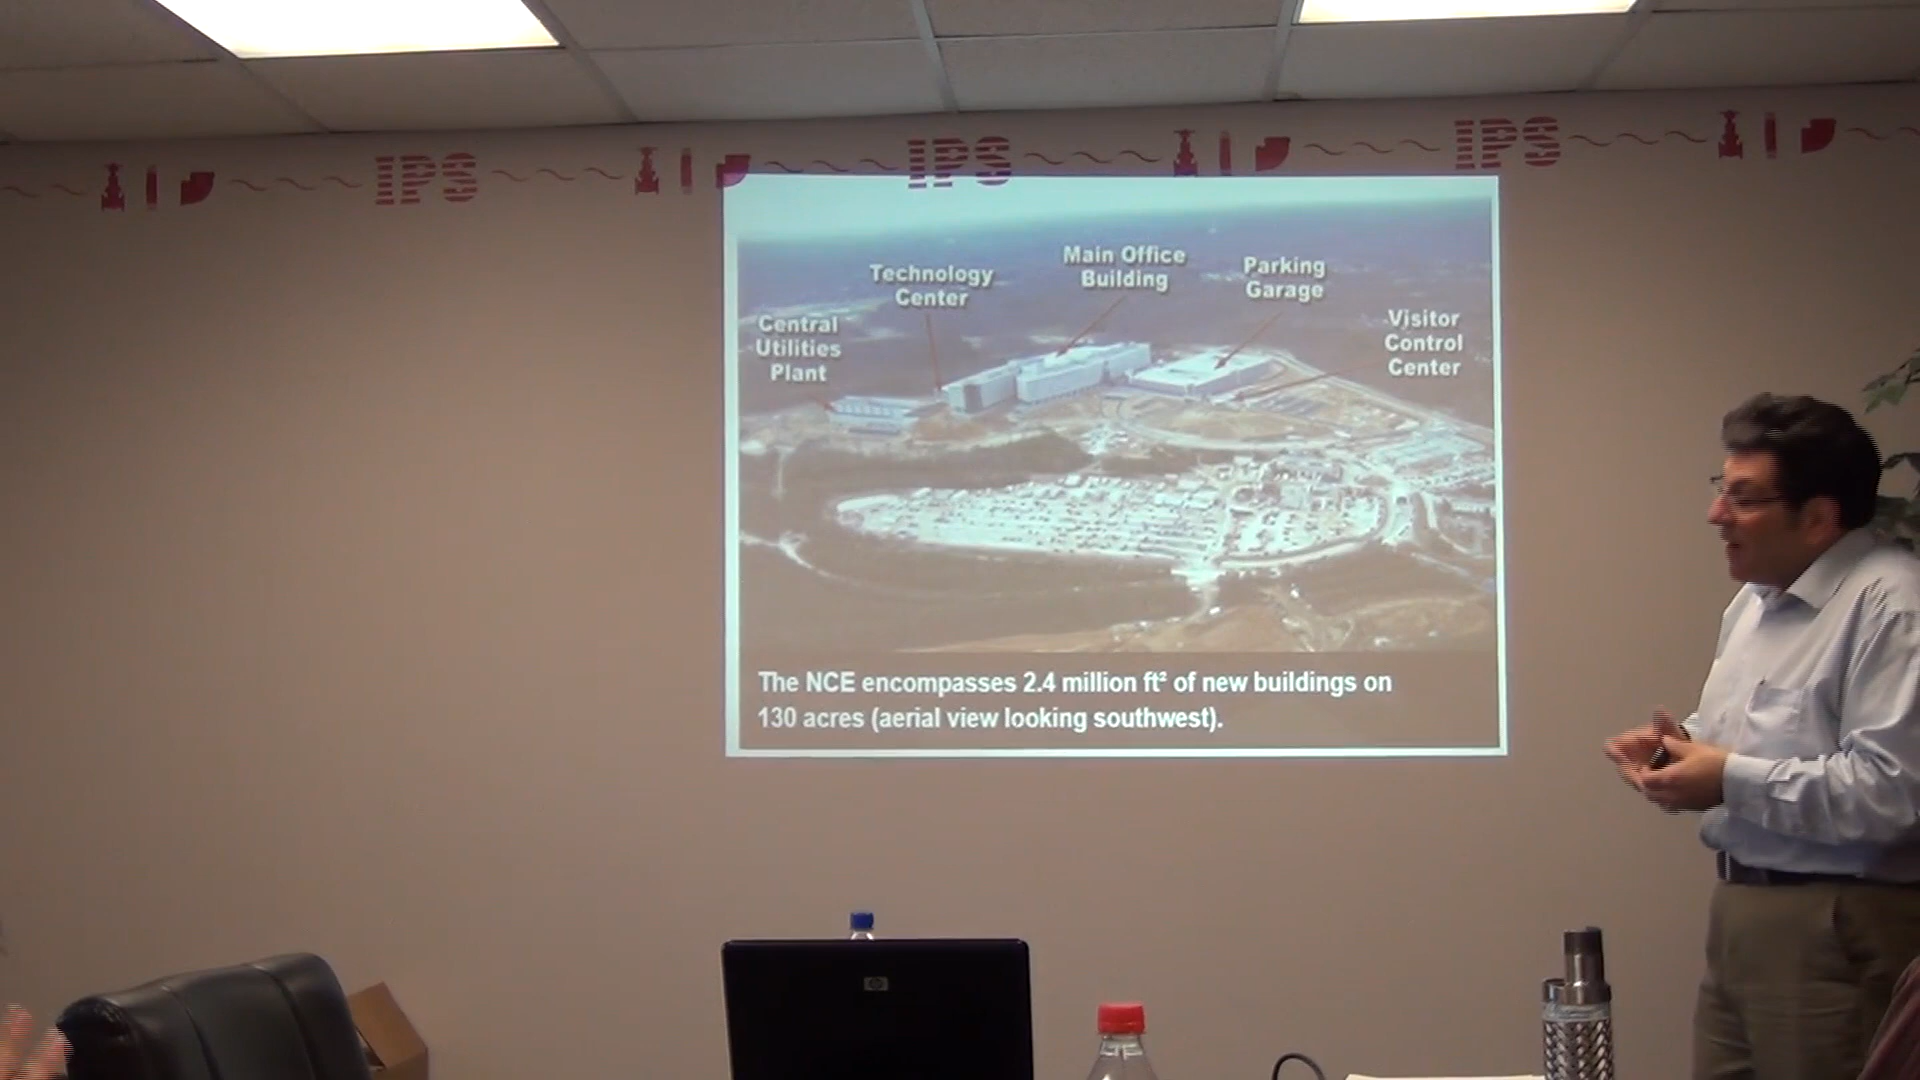 IPS
IPS
IPS
Technology
Center
Main Office
Building
Parking
Garage
Central
Utilities
Plant
Visitor
Control
Center
The NCE encompasses 2.4 million ft² of new buildings on
130 acres (aerial view looking southwest).
hp